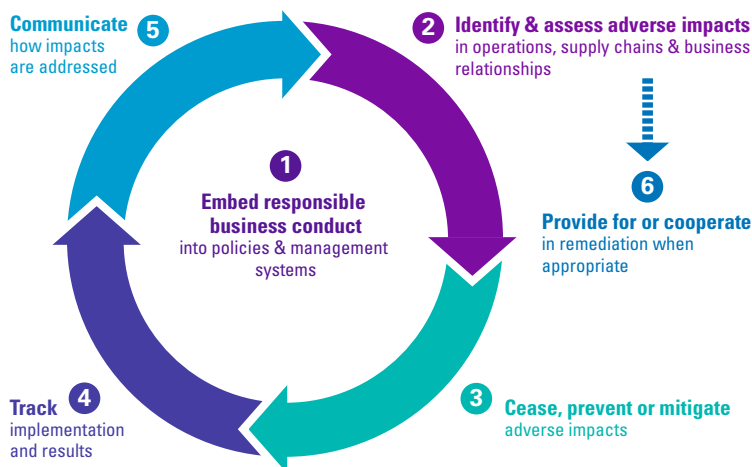 1
Embed responsible
business conduct
into policies & management
systems
2
Identify & assess adverse impacts
in operations, supply chains & business
relationships
3
Cease, prevent or mitigate
adverse impacts
4
Track
implementation
and results
5
Communicate
how impacts
are addressed
6
Provide for or cooperate
in remediation when
appropriate